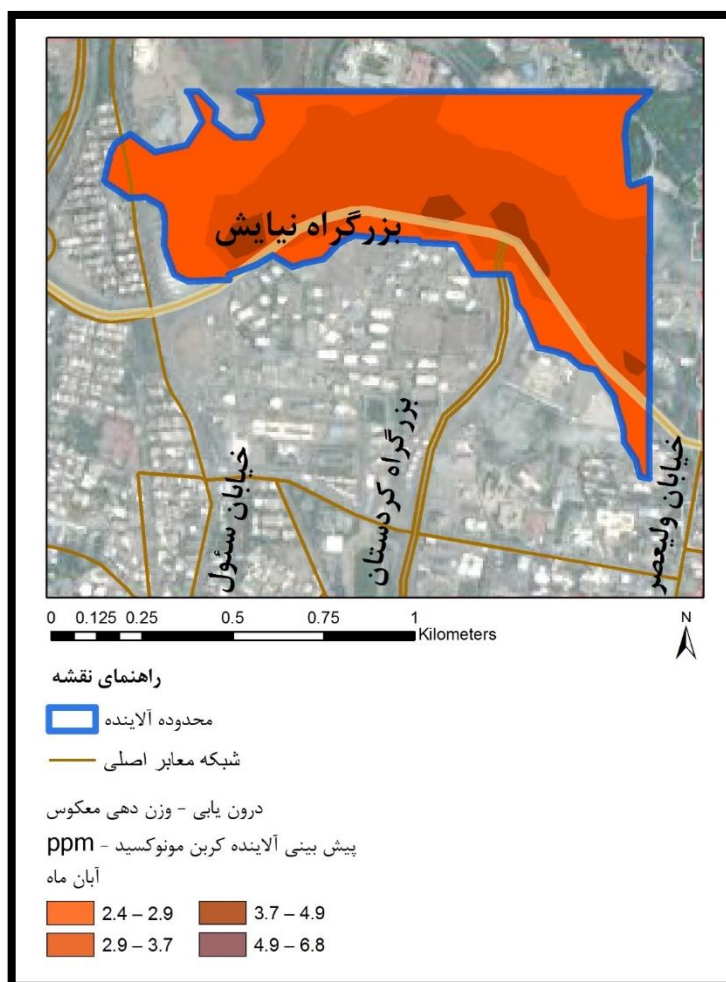 بزرگراه نیایش
خیابان سئول
بزرگراه کردستان
خیابان ولیعصر
0 0.125 0.25 0.5 0.75 1
Kilometers
N
راهنمای نقشه
محدوده آلاینده
شبکه معابر اصلی
درون یابی - وزن دهی معکوس
پیش بینی آلاینده کربن مونوکسید - ppm
آبان ماه
2.4 – 2.9 3.7 – 4.9
2.9 – 3.7 4.9 – 6.8